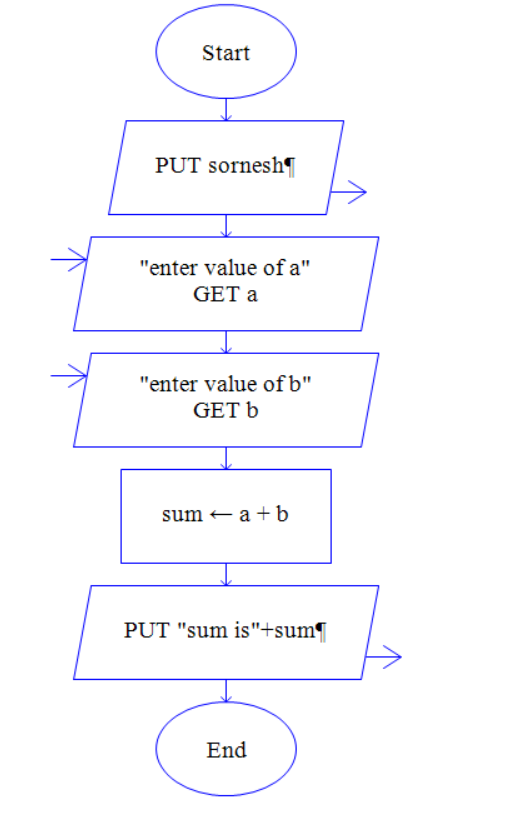 Start
PUT sornesh¶
"enter value of a"
GET a
"enter value of b"
GET b
sum ← a + b
PUT "sum is"+sum¶
End